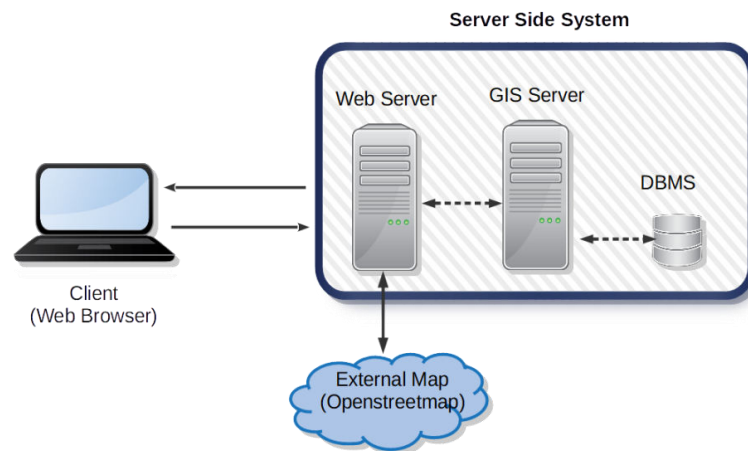 Server Side System
Web Server
GIS Server
DBMS
Client
(Web Browser)
External Map
(Openstreetmap)